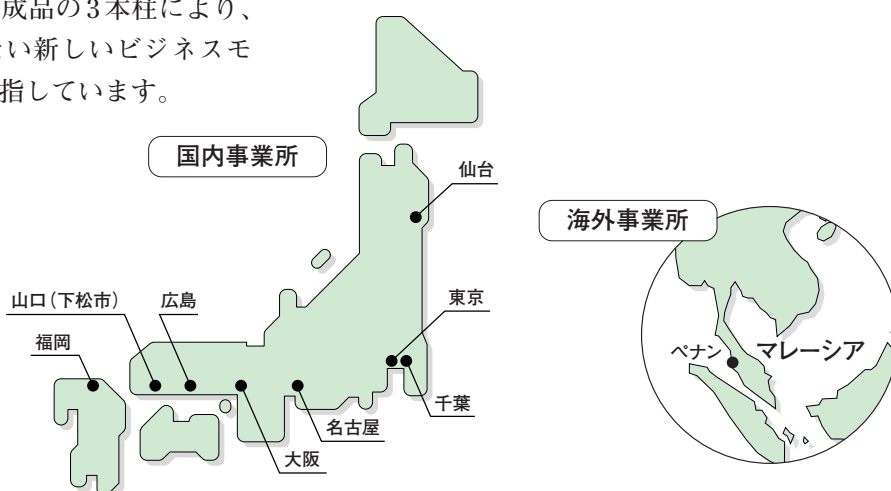 成品の3本柱により、
い新しいビジネスモ
指しています。
国内事業所
仙台
海外事業所
山口（下松市）
広島
東京
福岡
ペナン
マレーシア
千葉
名古屋
大阪